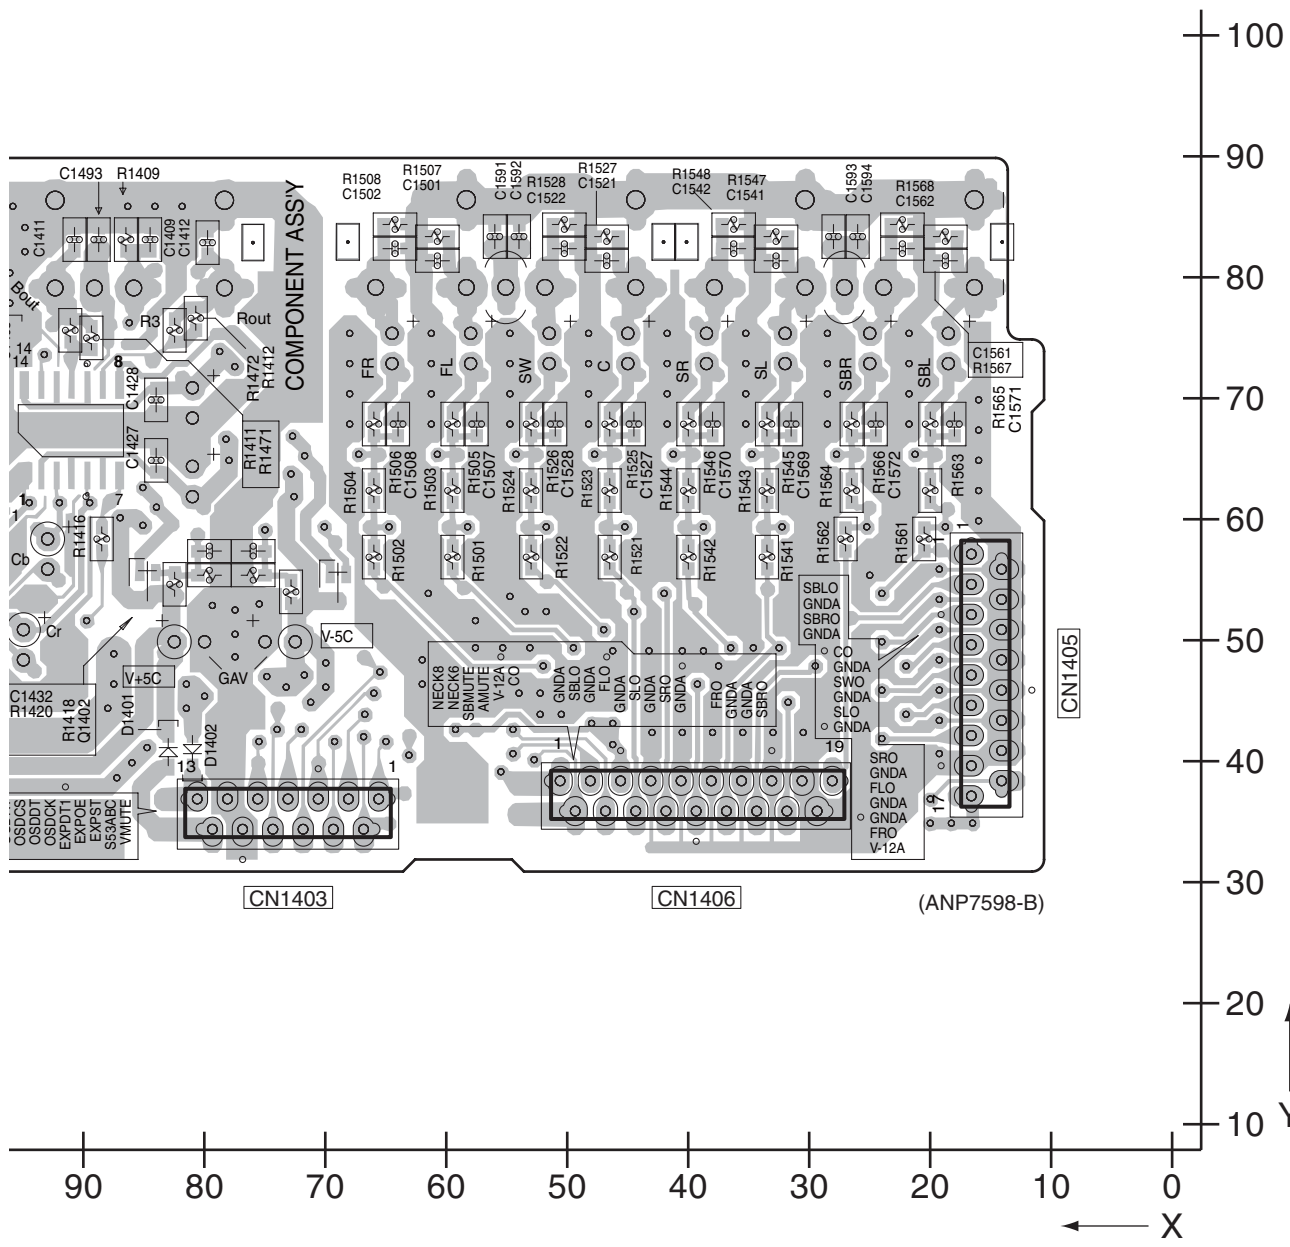 100
90
80
70
60
50
40
30
20
10
Y
90 80 70 60 50 40 30 20 10 0
X
C1493 R1409
C1411
C1409
C1412
COMPONENT ASS'Y
R1508
C1502
R1507
C1501
C1591
C1592
R1528
C1522
R1527
C1521
R1548
C1542
R1547
C1541
C1593
C1594
R1568
C1562
Bout
R3
Rout
14
14
8
C1428
R1472
R1412
C1427
R1411
R1471
FR
FL
SW
C
SR
SL
SBR
SBL
C1561
R1567
R1565
C1571
R1504
R1506
C1508
R1503
R1505
C1507
R1524
R1526
C1528
R1523
R1525
C1527
R1544
R1546
C1570
R1543
R1545
C1569
R1564
R1566
C1572
R1563
1
1
7
R1416
Cb
Cr
R1502
R1501
R1522
R1521
R1542
R1541
R1562
R1561
1
V-5C
V+5C
GAV
C1432
R1420
R1418
Q1402
D1401
D1402
13
1
OSDCS
OSDDT
OSDCK
EXPDT1
EXPOE
EXPST
S53ABC
VMUTE
NECK8
NECK6
SBMUTE
AMUTE
V-12A
CO
GNDA
SBLO
GNDA
FLO
GNDA
SLO
GNDA
SRO
GNDA
FRO
GNDA
GNDA
SBRO
1
19
SBLO
GNDA
SBRO
GNDA
CO
GNDA
SWO
GNDA
SLO
GNDA
SRO
GNDA
FLO
GNDA
GNDA
FRO
V-12A
17
CN1405
CN1403
CN1406
(ANP7598-B)